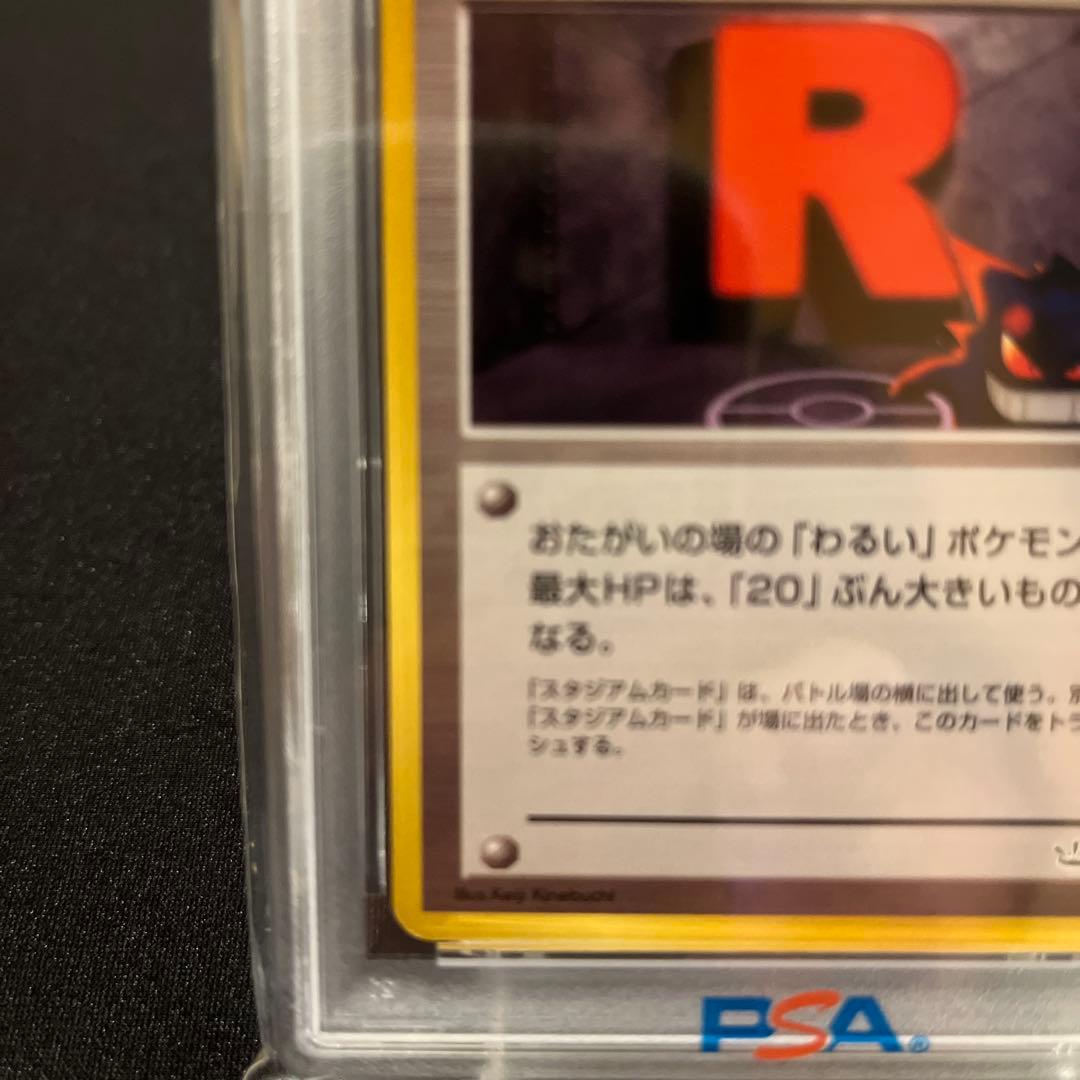 R
おたがいの場の「わるい」ポケモン
最大HPは、「20」ぶん大きいもの
なる。
「スタジアムカード」は、バトル場の横に出して使う。別
「スタジアムカード」が場に出たとき、このカードをトラ
シュする。
Illus. Keiji Kinebuchi
PSA®